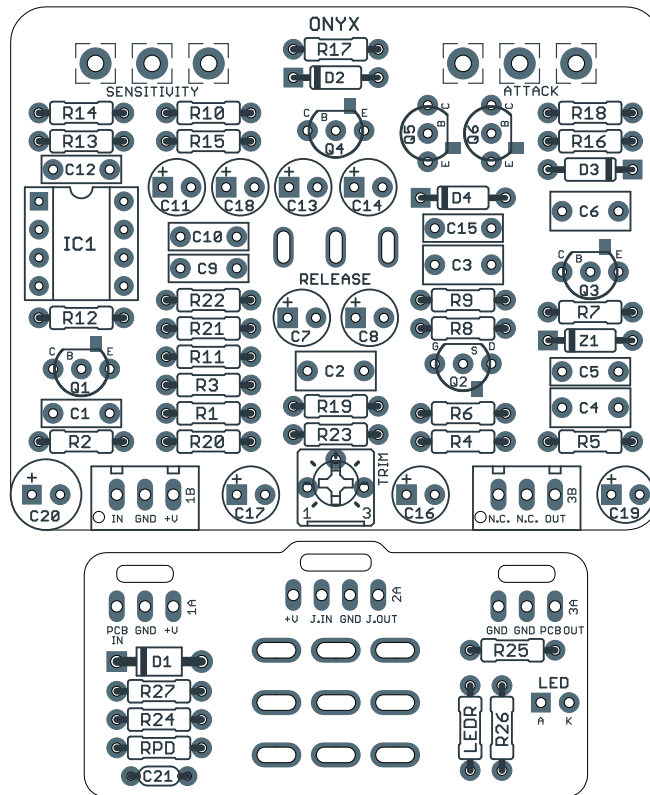 ONYX
R17
D2
SENSITIVITY
ATTACK
R14
R10
C B E
Q4
Q5
C
B
E
Q6
C
B
E
R18
R13
R15
R16
C12
D3
+
C11
+
C18
+
C13
+
C14
D4
C6
IC1
C10
C15
C9
C3
C B E
Q3
RELEASE
R22
R9
R12
R21
+
C7
+
C8
R8
R7
Z1
C B E
Q1
R11
C2
G S D
Q2
C5
R3
C1
R1
R19
R6
C4
R2
R20
R23
R4
R5
TRIM
+
C20
IN GND +V
1B
+
C17
1 3
+
C16
N.C. N.C. OUT
3B
+
C19
PCB IN GND +V
1A
+V J.IN GND J.OUT
2A
GND GND PCB OUT
3A
D1
R25
R27
LED
R24
LEDR
R26
A K
RPD
C21